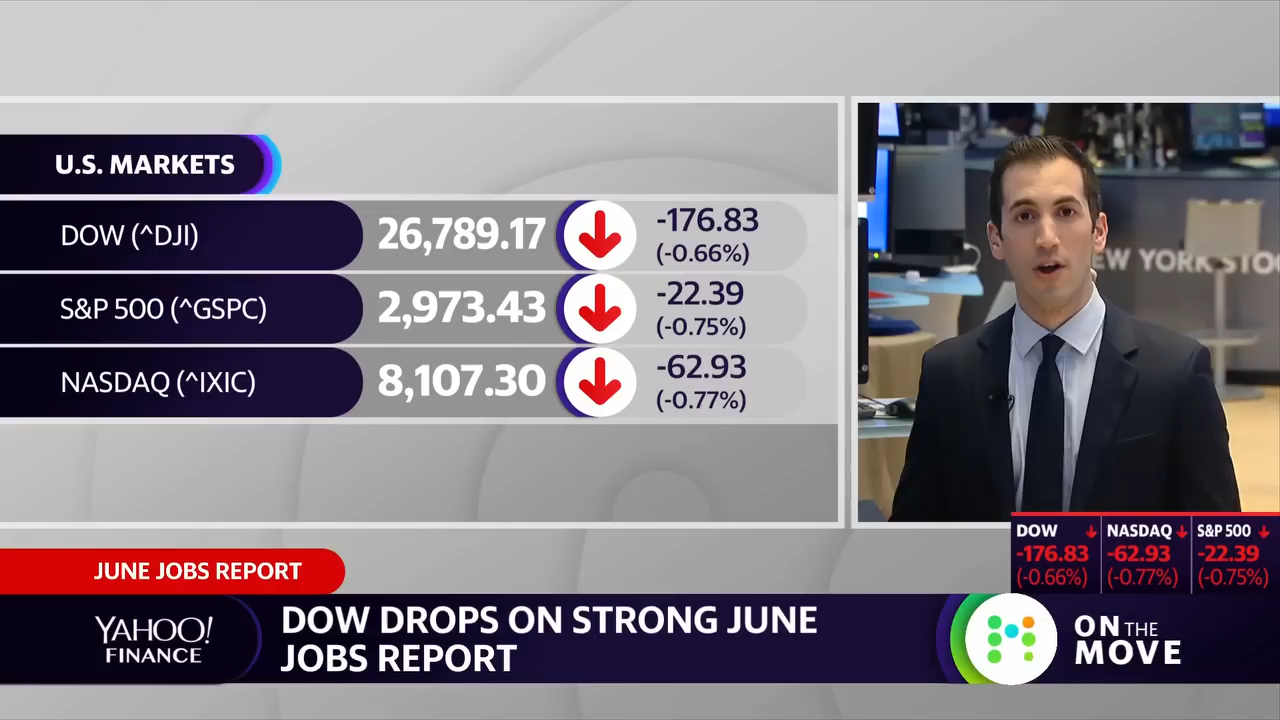 U.S. MARKETS
DOW (^DJI) 26,789.17 -176.83
(-0.66%)
S&P 500 (^GSPC) 2,973.43 -22.39
(-0.75%)
NASDAQ (^IXIC) 8,107.30 -62.93
(-0.77%)
EW YORK STO
DOW NASDAQ S&P 500
-176.83 -62.93 -22.39
(-0.66%) (-0.77%) (-0.75%)
JUNE JOBS REPORT
YAHOO!
FINANCE
DOW DROPS ON STRONG JUNE
JOBS REPORT
ON THE
MOVE